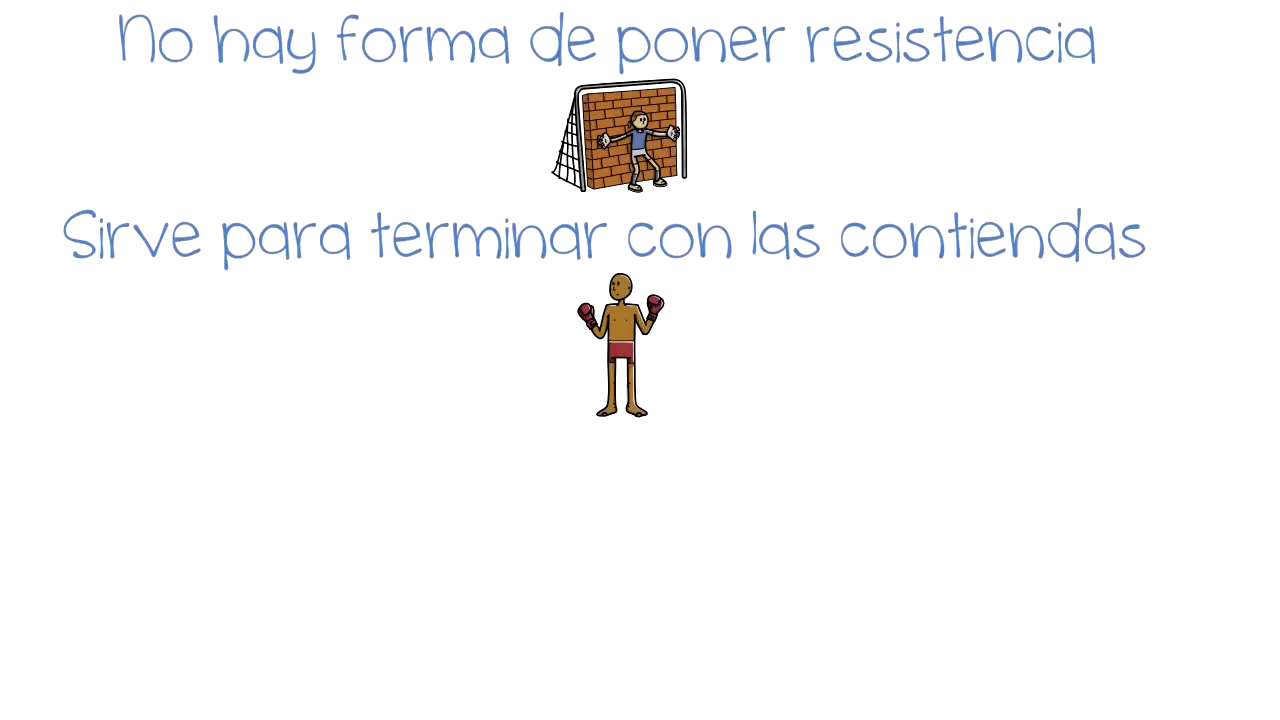 No hay forma de poner resistencia
Sirve para terminar con las contiendas